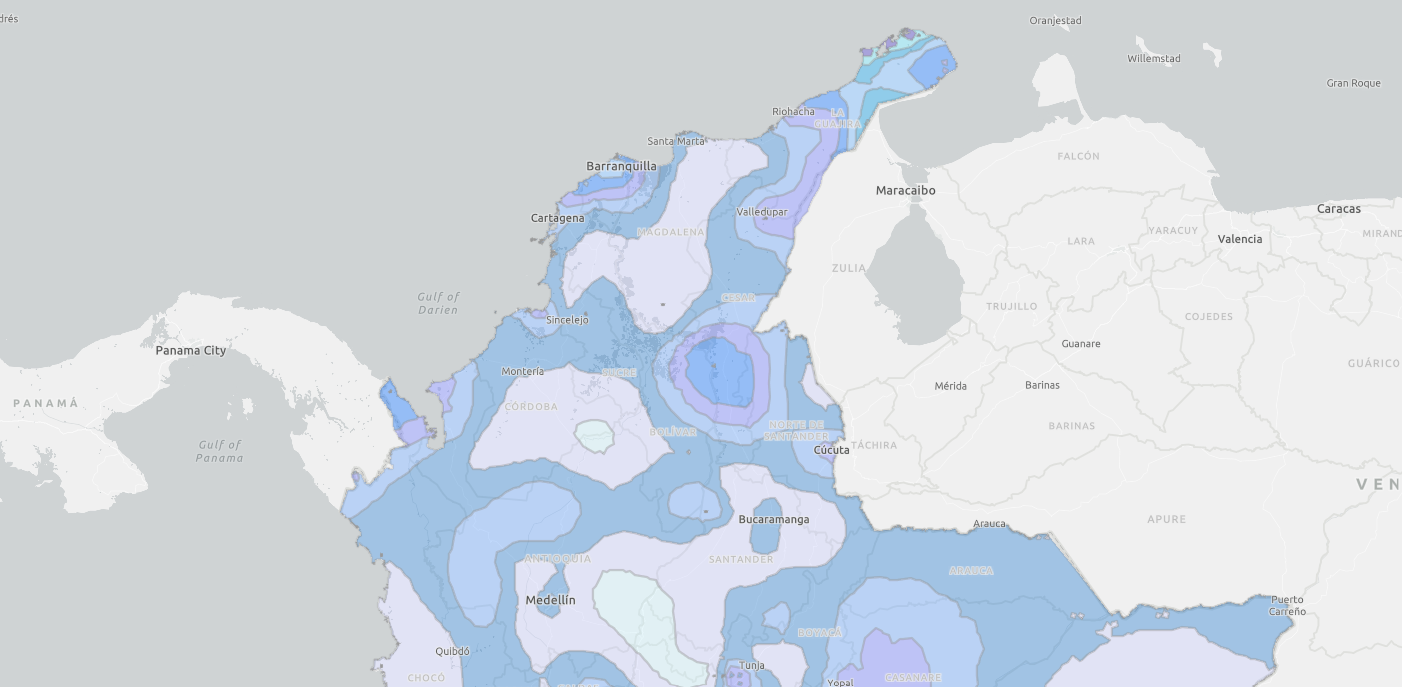 drés
Oranjestad
Willemstad
Gran Roque
Riohacha
LA
GUAJIRA
Santa Marta
FALCÓN
Barranquilla
Maracaibo
Cartagena
Valledupar
Caracas
MAGDALENA
YARACUY
MIRAND
LARA
Valencia
ZULIA
Gulf of
Darien
CESAR
TRUJILLO
COJEDES
Sincelejo
Panama City
Guanare
GUÁRICO
Montería
SUCRE
Mérida
Barinas
PANAMÁ
CÓRDOBA
BOLÍVAR
NORTE DE
SANTANDER
BARINAS
Gulf of
Panama
Cúcuta
TÁCHIRA
VEN
Bucaramanga
Arauca
APURE
ANTIOQUIA
SANTANDER
ARAUCA
Medellín
Puerto
Carreño
BOYACÁ
Quibdó
Tunja
CHOCÓ
Yopal
CASANARE